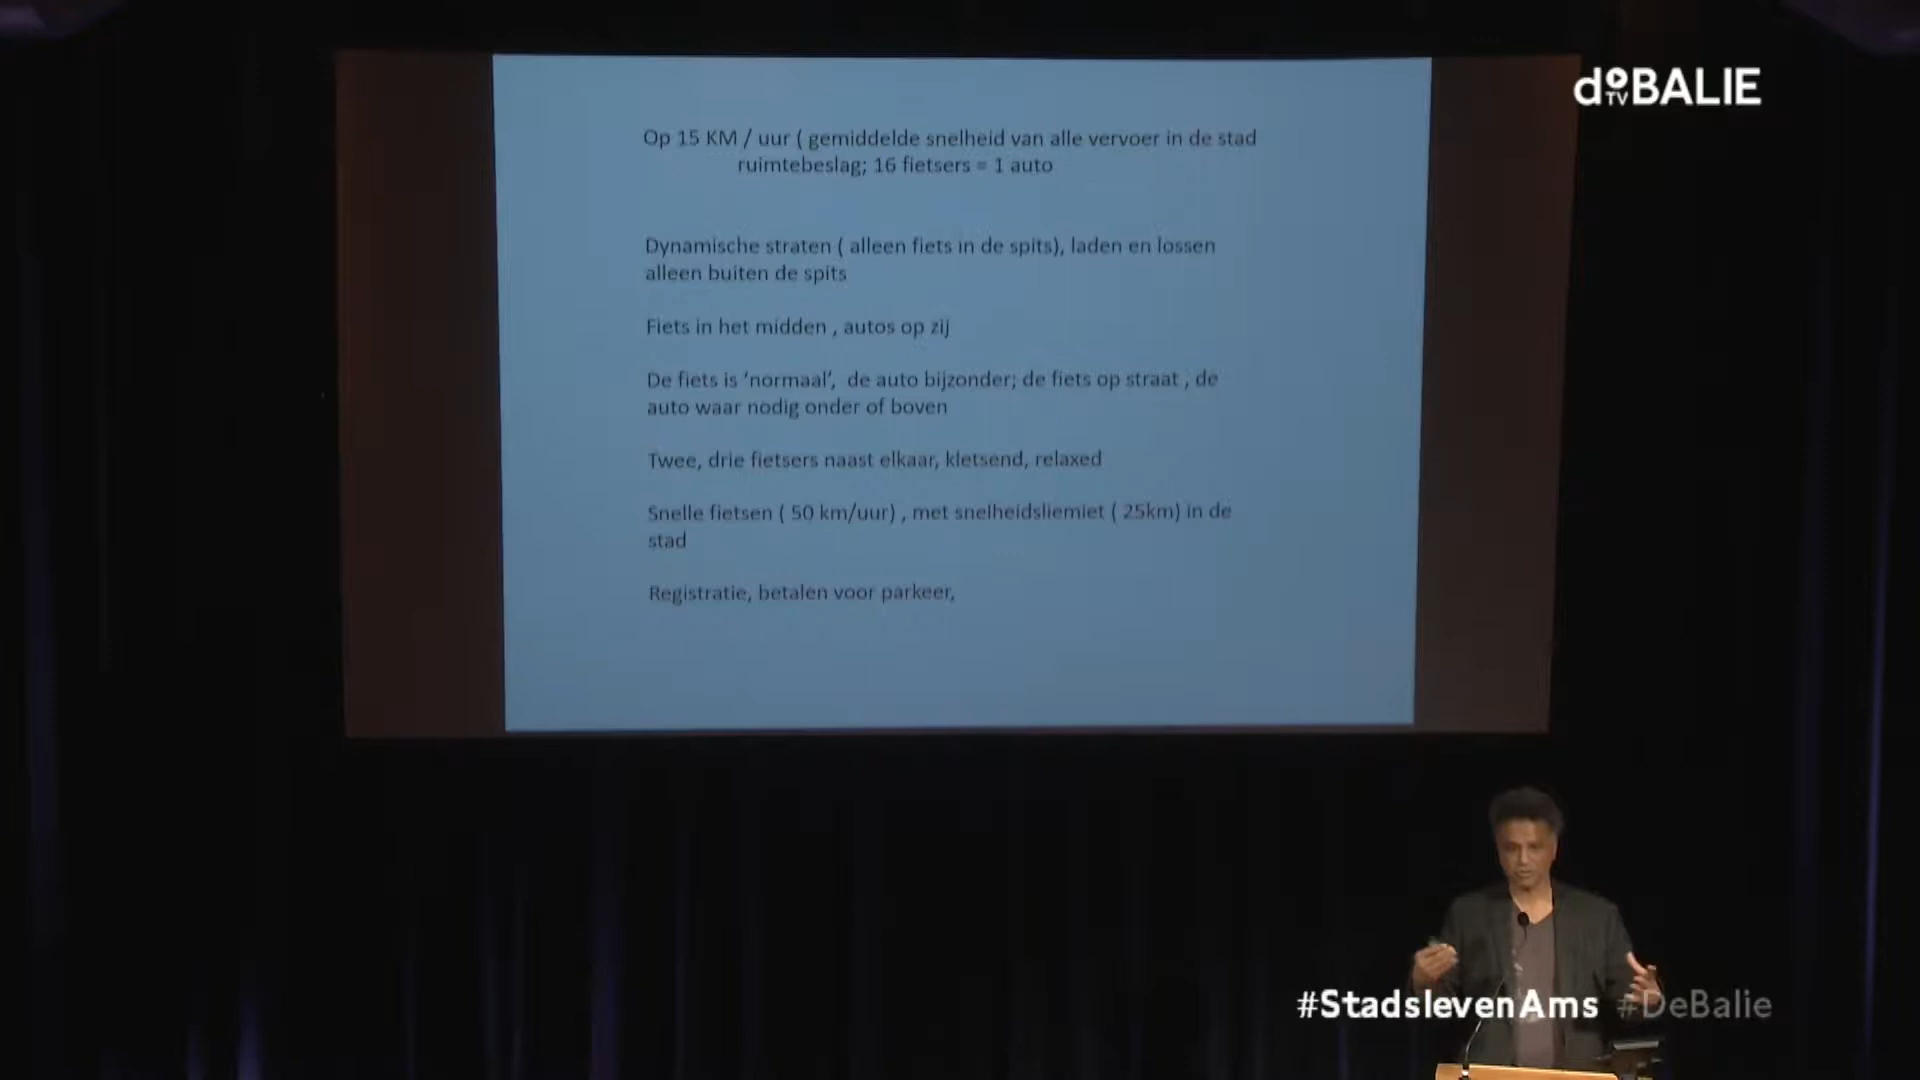 doBALIE
TV
Op 15 KM / uur ( gemiddelde snelheid van alle vervoer in de stad
ruimtebeslag; 16 fietsers = 1 auto
Dynamische straten ( alleen fiets in de spits), laden en lossen
alleen buiten de spits
Fiets in het midden , autos op zij
De fiets is ‘normaal’, de auto bijzonder; de fiets op straat , de
auto waar nodig onder of boven
Twee, drie fietsers naast elkaar, kletsend, relaxed
Snelle fietsen ( 50 km/uur) , met snelheidsliemiet ( 25km) in de
stad
Registratie, betalen voor parkeer,
#StadslevenAms #DeBalie